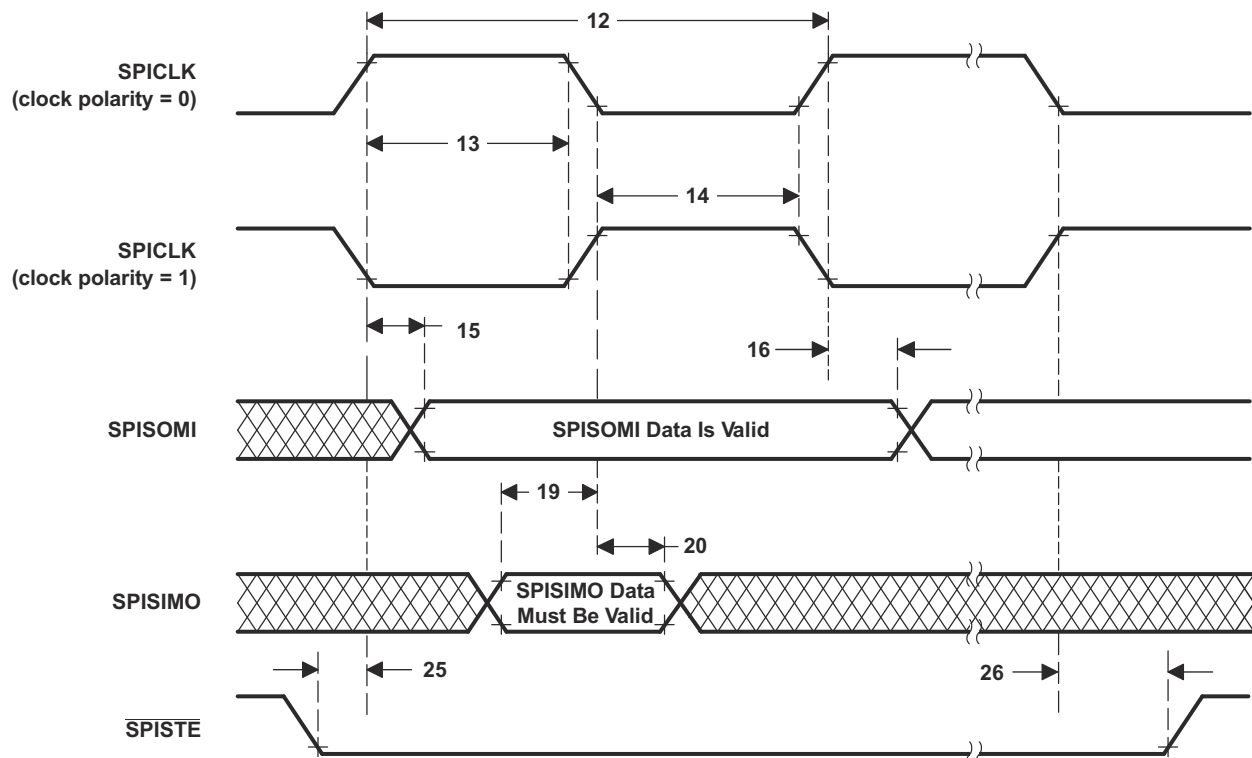 12
SPICLK
(clock polarity = 0)
13
14
SPICLK
(clock polarity = 1)
15
16
SPISOMI
SPISOMI Data Is Valid
19
20
SPISIMO
SPISIMO Data
Must Be Valid
25
26
SPISTE